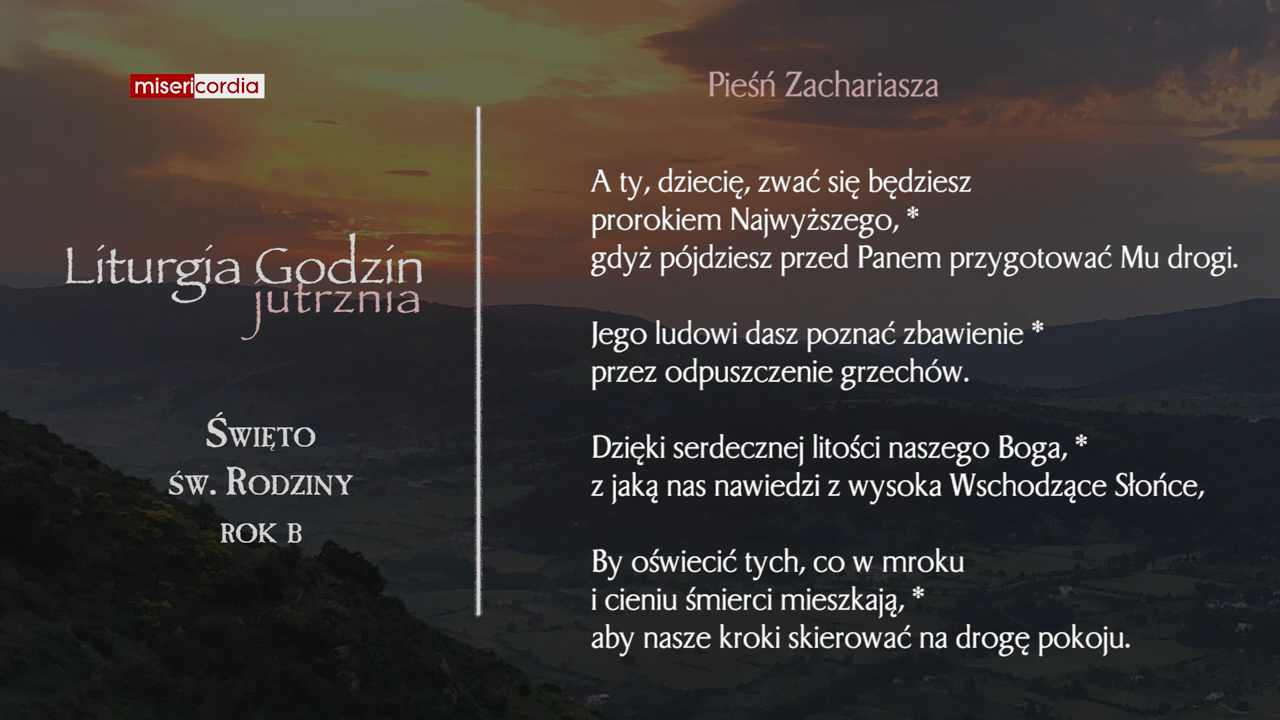 misericordia
Liturgia Godzin
jutrznia
Święto
św. Rodziny
rok B
Pieśń Zachariasza
A ty, dziecię, zwać się będziesz
prorokiem Najwyższego, *
gdyż pójdziesz przed Panem przygotować Mu drogi.
Jego ludowi dasz poznać zbawienie *
przez odpuszczenie grzechów.
Dzięki serdecznej litości naszego Boga, *
z jaką nas nawiedzi z wysoka Wschodzące Słońce,
By oświecić tych, co w mroku
i cieniu śmierci mieszkają, *
aby nasze kroki skierować na drogę pokoju.